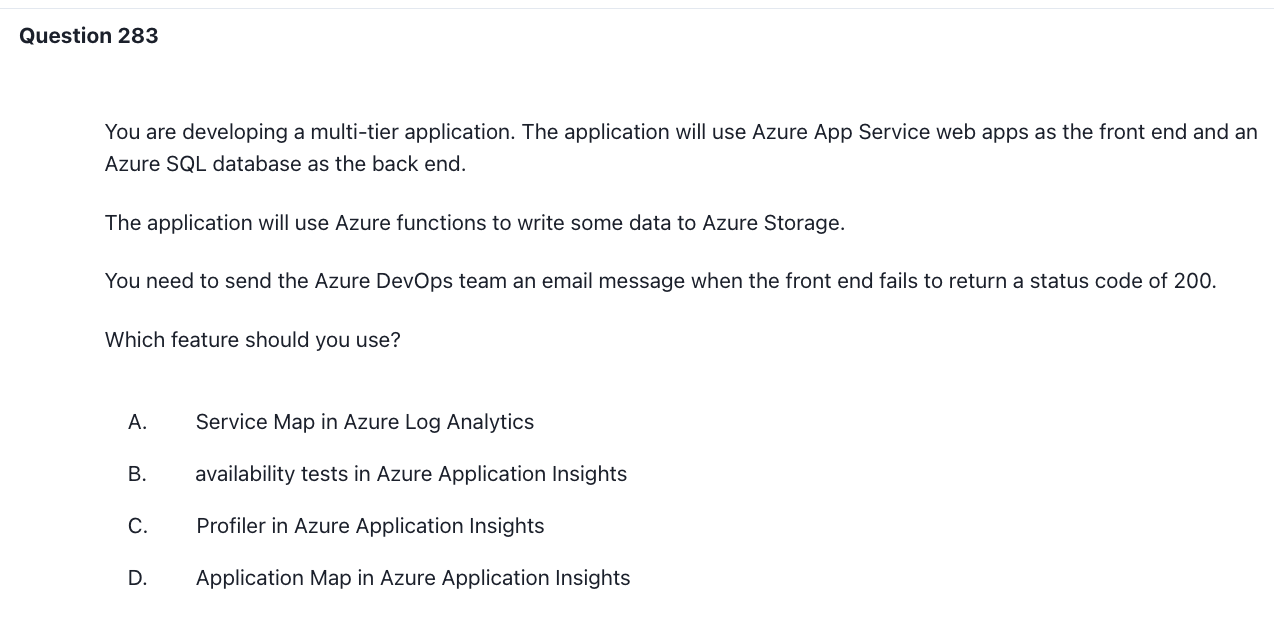 Question 283
You are developing a multi-tier application. The application will use Azure App Service web apps as the front end and an
Azure SQL database as the back end.
The application will use Azure functions to write some data to Azure Storage.
You need to send the Azure DevOps team an email message when the front end fails to return a status code of 200.
Which feature should you use?
A. Service Map in Azure Log Analytics
B. availability tests in Azure Application Insights
C. Profiler in Azure Application Insights
D. Application Map in Azure Application Insights